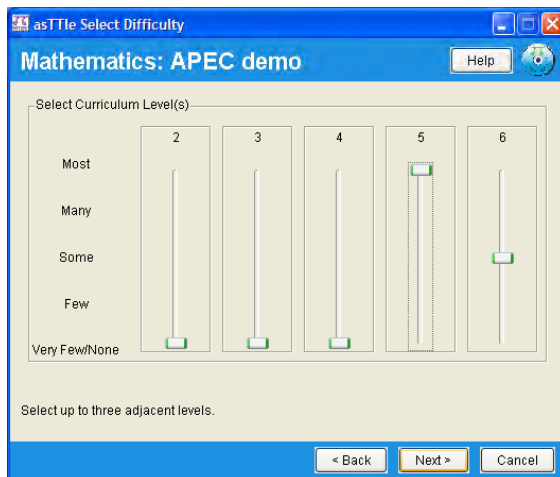 asTTle Select Difficulty
Mathematics: APEC demo
Help
Select Curriculum Level(s)
2 3 4 5 6
Most
Many
Some
Few
Very Few/None
Select up to three adjacent levels.
< Back Next > Cancel